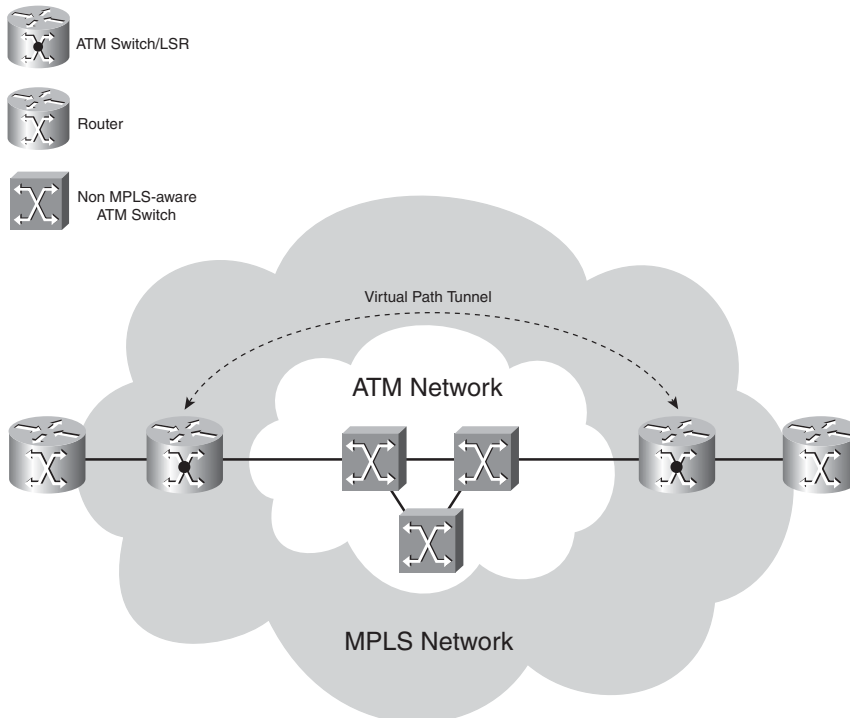 ATM Switch/LSR
Router
Non MPLS-aware
ATM Switch
Virtual Path Tunnel
ATM Network
MPLS Network